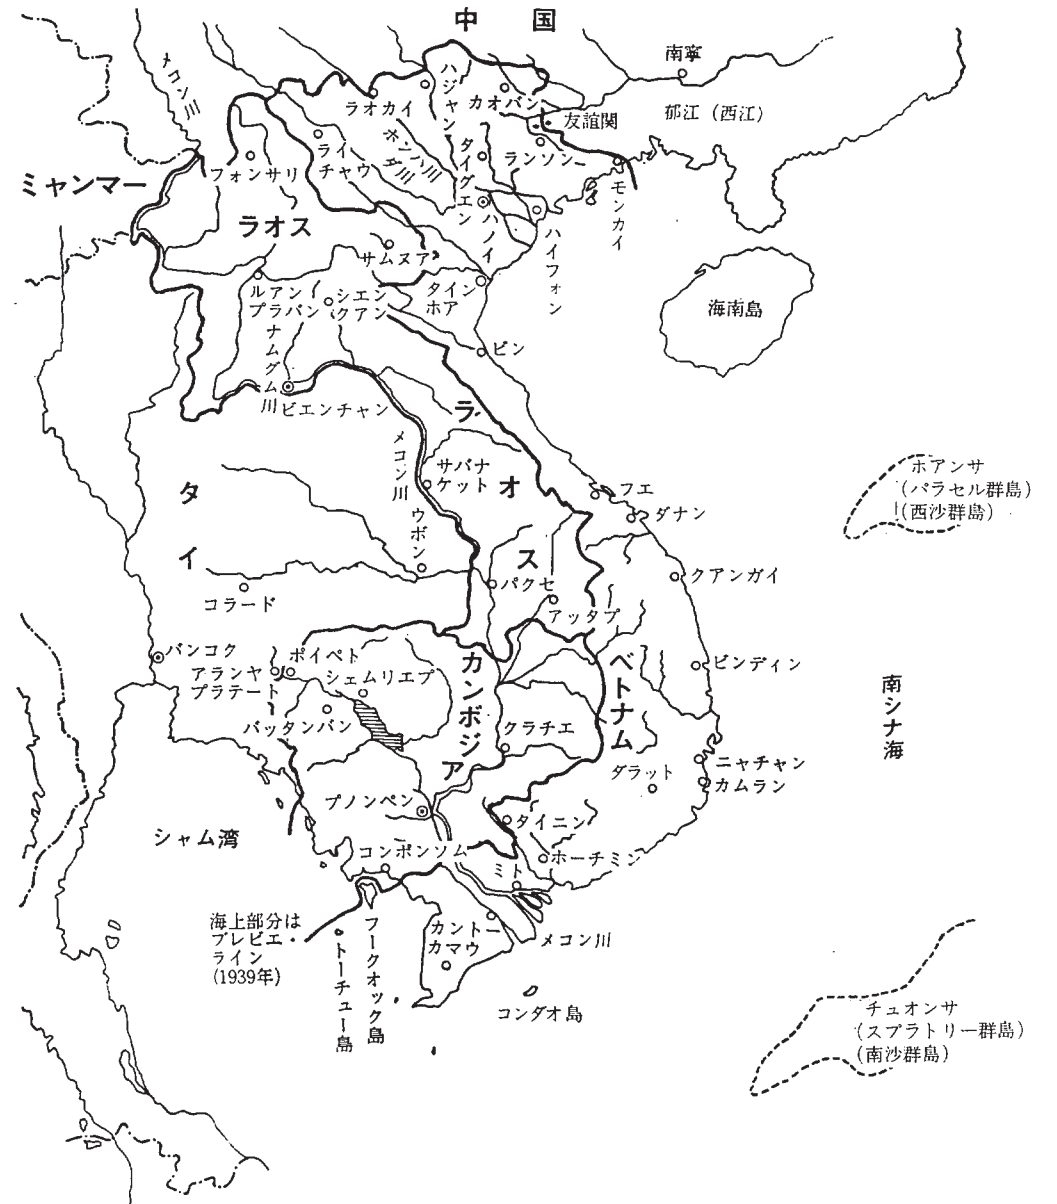 中国
南寧
メコン川
ハジャン
ラオカイ
カオバン
郁江（西江）
友誼関
ホンハ川
ライチャウ
タイグエン
ランソン
フォンサリ
ミャンマー
モンカイ
ハノイ
ラオス
ハイフォン
サムヌア
タインホア
ルアンプラバン
シエンクアン
海南島
ナムグム川
ビン
ビエンチャン
ラオス
メコン川
サバナケット
ホアンサ
（パラセル群島）
（西沙群島）
タイ
フエ
ウボン
ダナン
パクセ
クアンガイ
コラード
アッタプ
バンコク
ポイペト
アランヤプラテート
シェムリエプ
カンボジア
ベトナム
ビンディン
南シナ海
バッタンバン
クラチエ
ダラット
ニャチャン
カムラン
プノンペン
タイニン
シャム湾
コンポンソム
ホーチミン
ミト
海上部分は
ブレビエ・
ライン
(1939年)
フークオック島
トーチュー島
カントー
カマウ
メコン川
コンダオ島
チュオンサ
（スプラトリー群島）
（南沙群島）